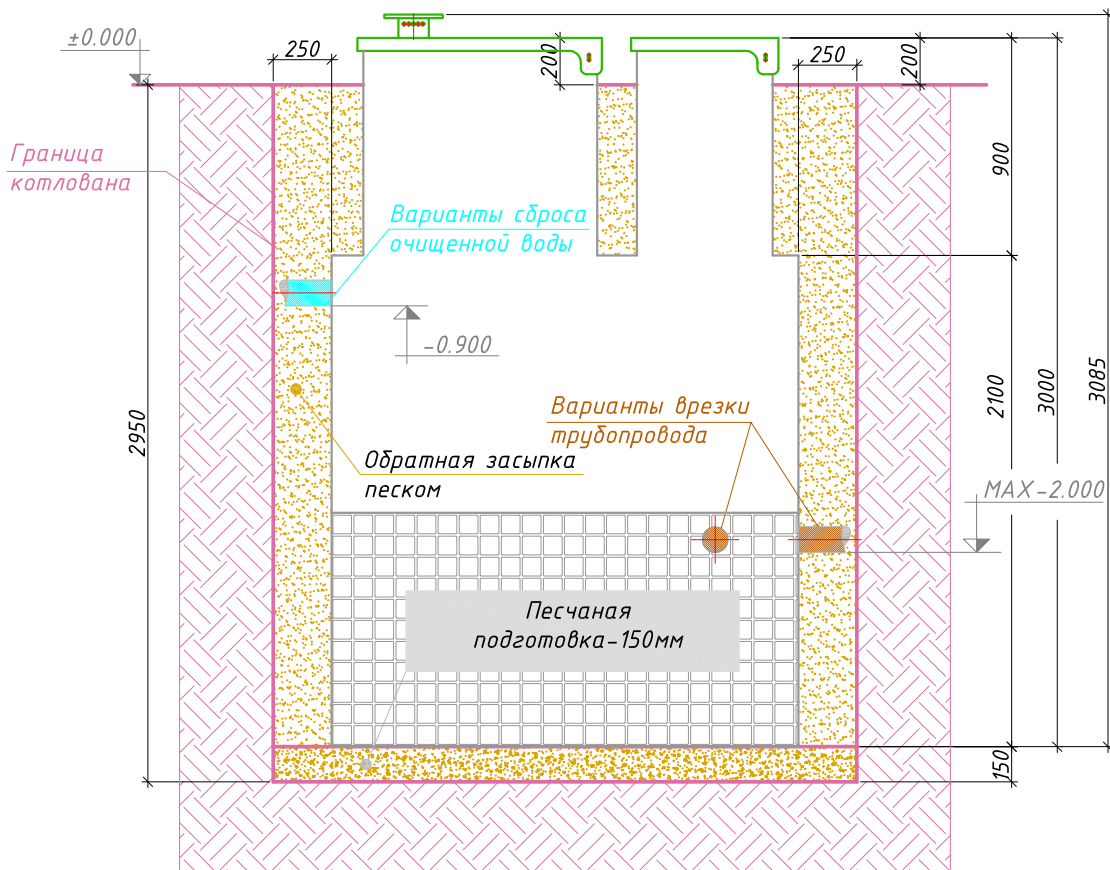 ±0.000
250
200
250
200
Граница
котлована
900
Варианты сброса
очищенной воды
-0.900
2950
Варианты врезки
трубопровода
2100
3000
3085
Обратная засыпка
песком
MAX-2.000
Песчаная
подготовка-150мм
150